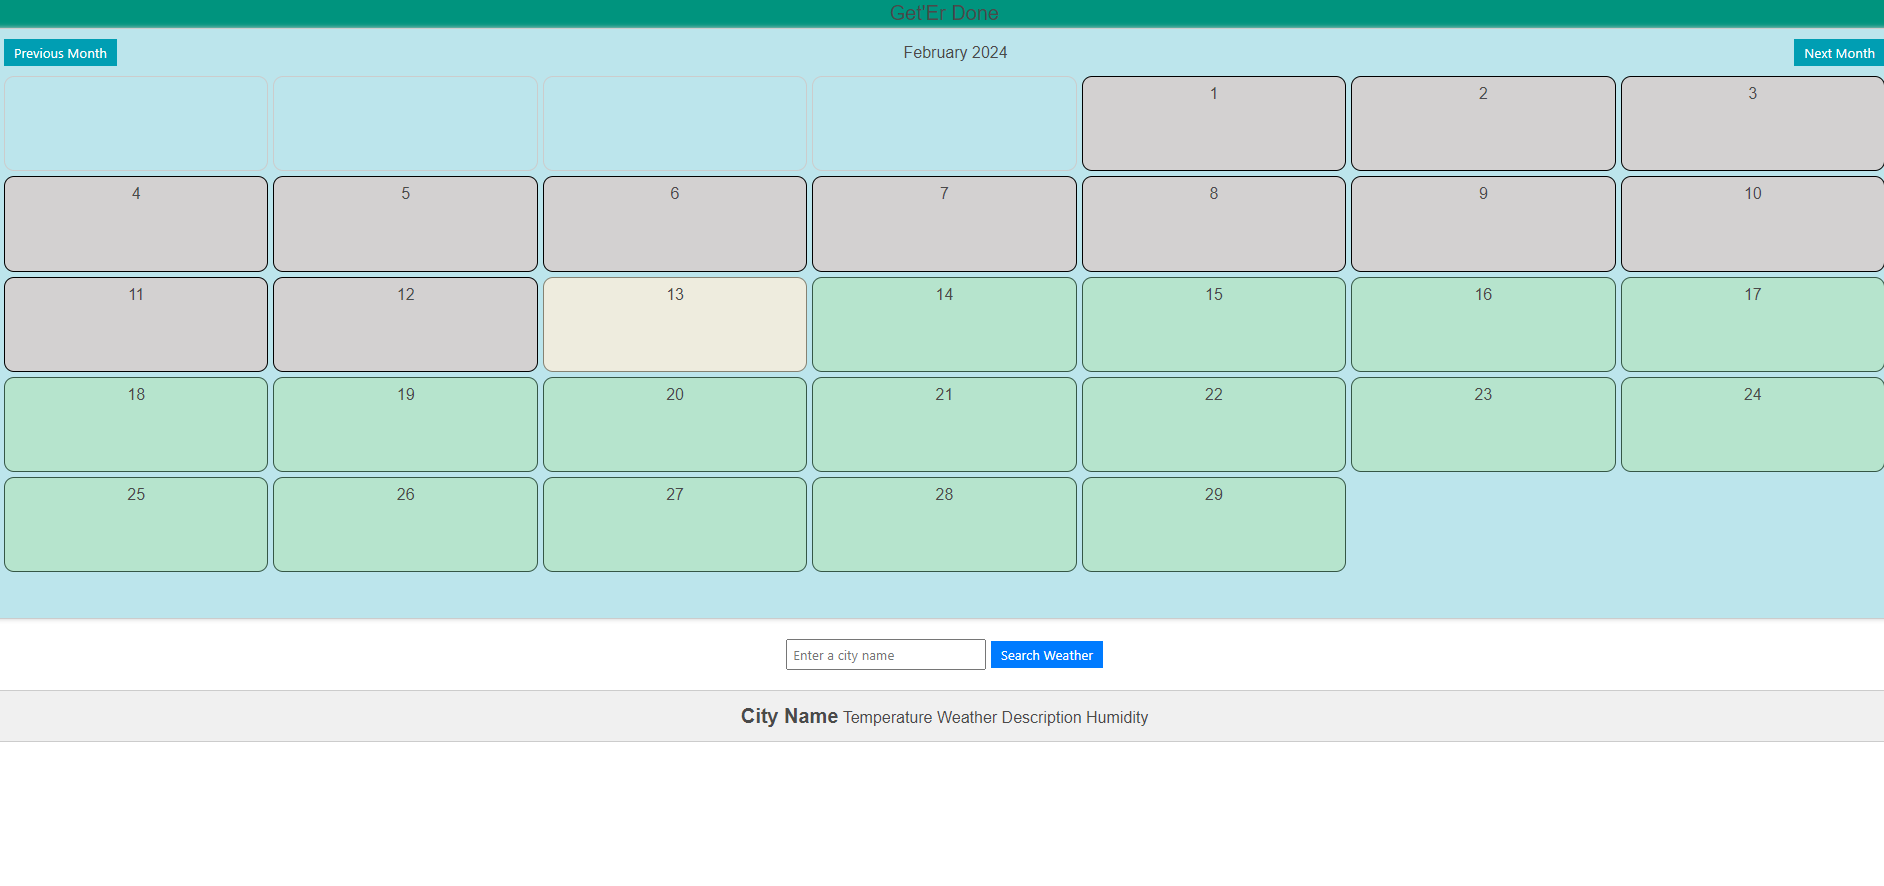 Get'Er Done
Previous Month February 2024 Next Month
1 2 3
4 5 6 7 8 9 10
11 12 13 14 15 16 17
18 19 20 21 22 23 24
25 26 27 28 29
Enter a city name Search Weather
City Name Temperature Weather Description Humidity